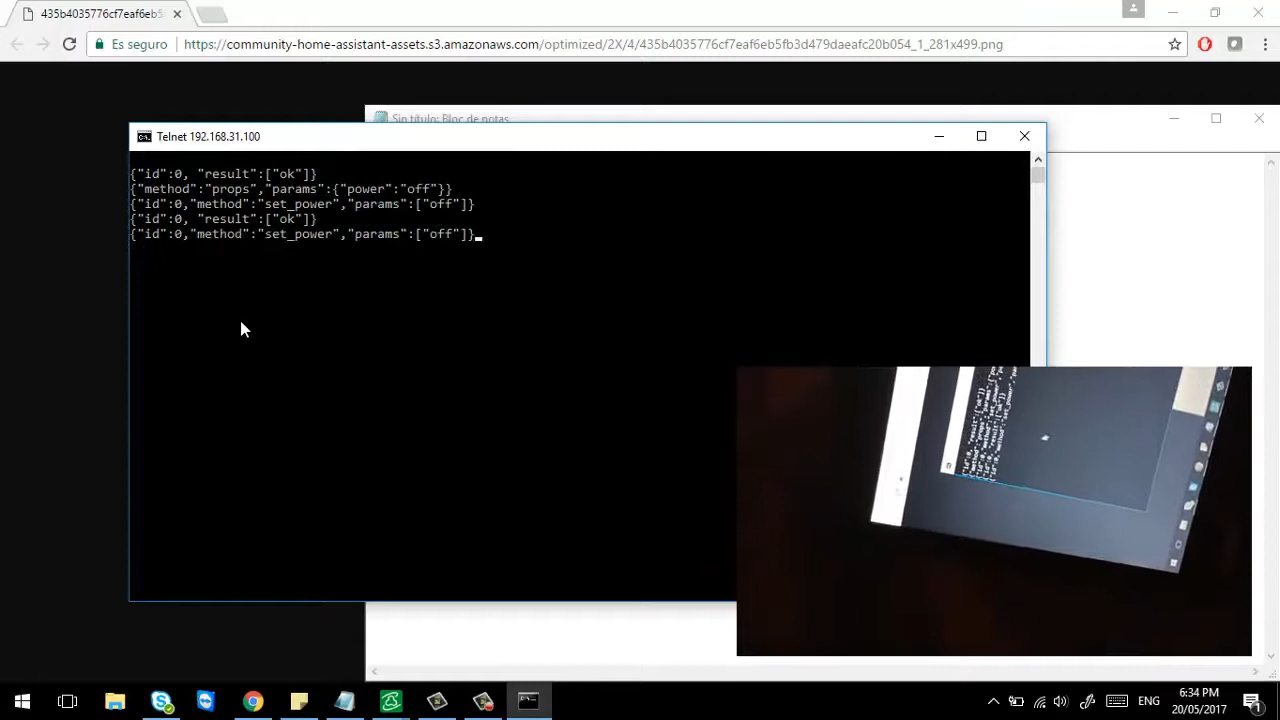 435b4035776cf7eaf6eb5
Es seguro
https://community-home-assistant-assets.s3.amazonaws.com/optimized/2X/4/435b4035776cf7eaf6eb5fb3d479daeafc20b054_1_281x499.png
Sin título: Bloc de notas
Telnet 192.168.31.100
{"id":0, "result":["ok"]}
{"method":"props","params":{"power":"off"}}
{"id":0,"method":"set_power","params":["off"]}
{"id":0, "result":["ok"]}
{"id":0,"method":"set_power","params":["off"]}
ENG
6:34 PM
20/05/2017
1